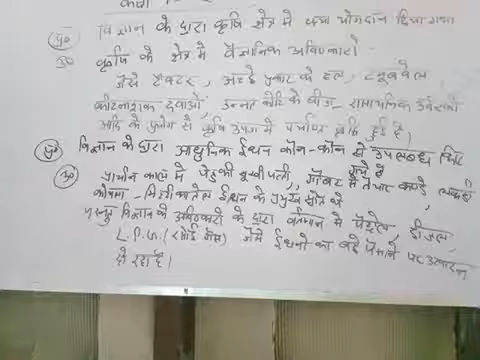 प्र० विज्ञान के द्वारा कृषि क्षेत्र में क्या योगदान दिया गया
उ० कृषि के क्षेत्र में वैज्ञानिक अविष्कारो
जैसे ट्रैक्टर, अच्छे प्रकार के हल, ट्यूबवेल,
कीटनाशक दवाओं, उन्नत कोटि के बीज, रासायनिक उर्वरकों
आदि के प्रयोग से कृषि उपज में पर्याप्त वृद्धि हुई है।
प्र० विज्ञान के द्वारा आधुनिक ईंधन कौन-कौन से उपलब्ध किए गये है
उ० प्राचीन काल में पेड़ की सूखी पत्ती, गोबर से तैयार कण्डे, लकड़ी,
कोयला, मिट्टी का तेल ईंधन के प्रमुख स्रोत थे
परन्तु विज्ञान के अविष्कारों के द्वारा वर्तमान में पेट्रोल, डीजल,
L.P.G. (रसोई गैस) जैसे ईंधनों का बड़े पैमाने पर उत्पादन
हो रहा है।